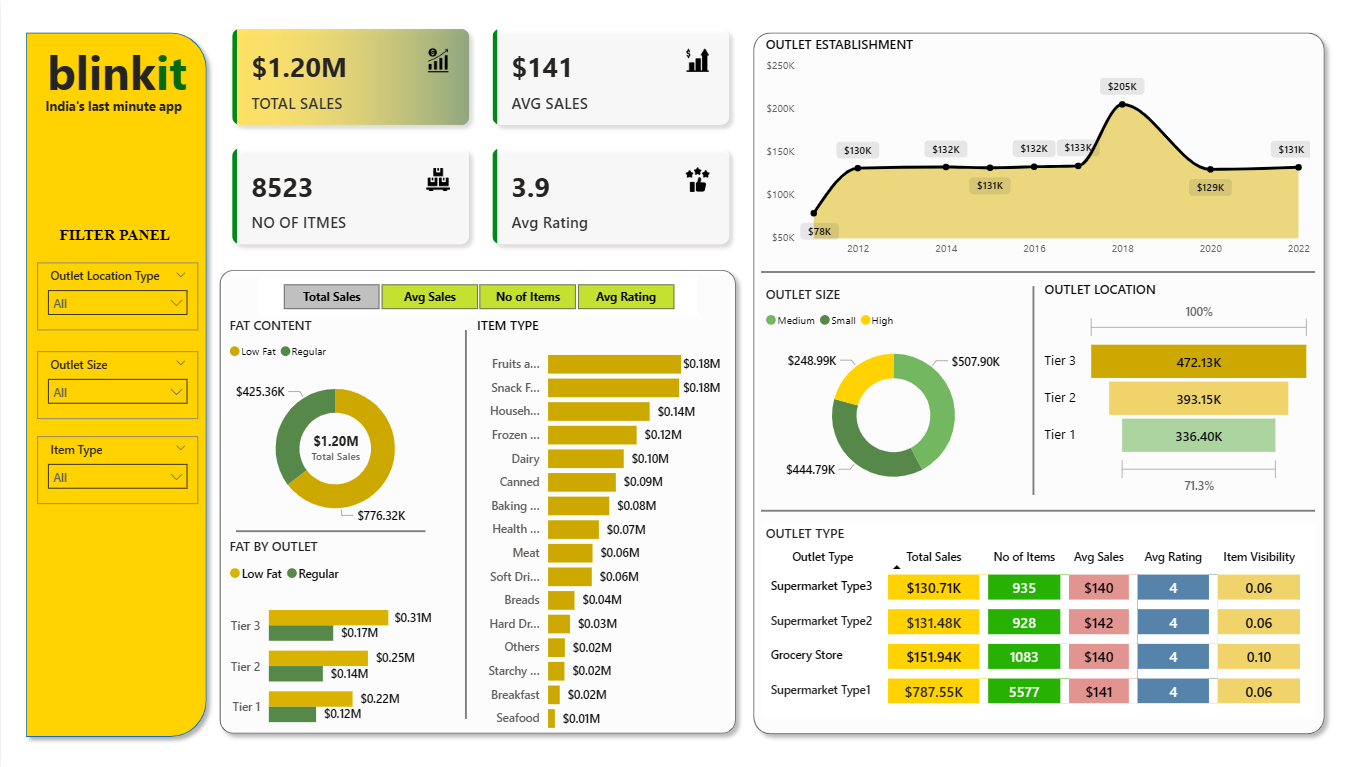 blinkit
India's last minute app
FILTER PANEL
Outlet Location Type
All
Outlet Size
All
Item Type
All
$1.20M
TOTAL SALES
$141
AVG SALES
8523
NO OF ITMES
3.9
Avg Rating
Total Sales Avg Sales No of Items Avg Rating
FAT CONTENT
Low Fat Regular
$425.36K
$1.20M
Total Sales
$776.32K
FAT BY OUTLET
Low Fat Regular
Tier 3 $0.31M
$0.17M
Tier 2 $0.25M
$0.14M
Tier 1 $0.22M
$0.12M
ITEM TYPE
Fruits a... $0.18M
Snack F... $0.18M
Househ... $0.14M
Frozen ... $0.12M
Dairy $0.10M
Canned $0.09M
Baking ... $0.08M
Health ... $0.07M
Meat $0.06M
Soft Dri... $0.06M
Breads $0.04M
Hard Dr... $0.03M
Others $0.02M
Starchy ... $0.02M
Breakfast $0.02M
Seafood $0.01M
OUTLET ESTABLISHMENT
$250K
$200K
$150K
$100K
$50K
$78K
$130K
$132K
$131K
$132K
$133K
$205K
$129K
$131K
2012 2014 2016 2018 2020 2022
OUTLET SIZE
Medium Small High
$248.99K
$507.90K
$444.79K
OUTLET LOCATION
100%
Tier 3 472.13K
Tier 2 393.15K
Tier 1 336.40K
71.3%
OUTLET TYPE
Outlet Type Total Sales No of Items Avg Sales Avg Rating Item Visibility
Supermarket Type3 $130.71K 935 $140 4 0.06
Supermarket Type2 $131.48K 928 $142 4 0.06
Grocery Store $151.94K 1083 $140 4 0.10
Supermarket Type1 $787.55K 5577 $141 4 0.06